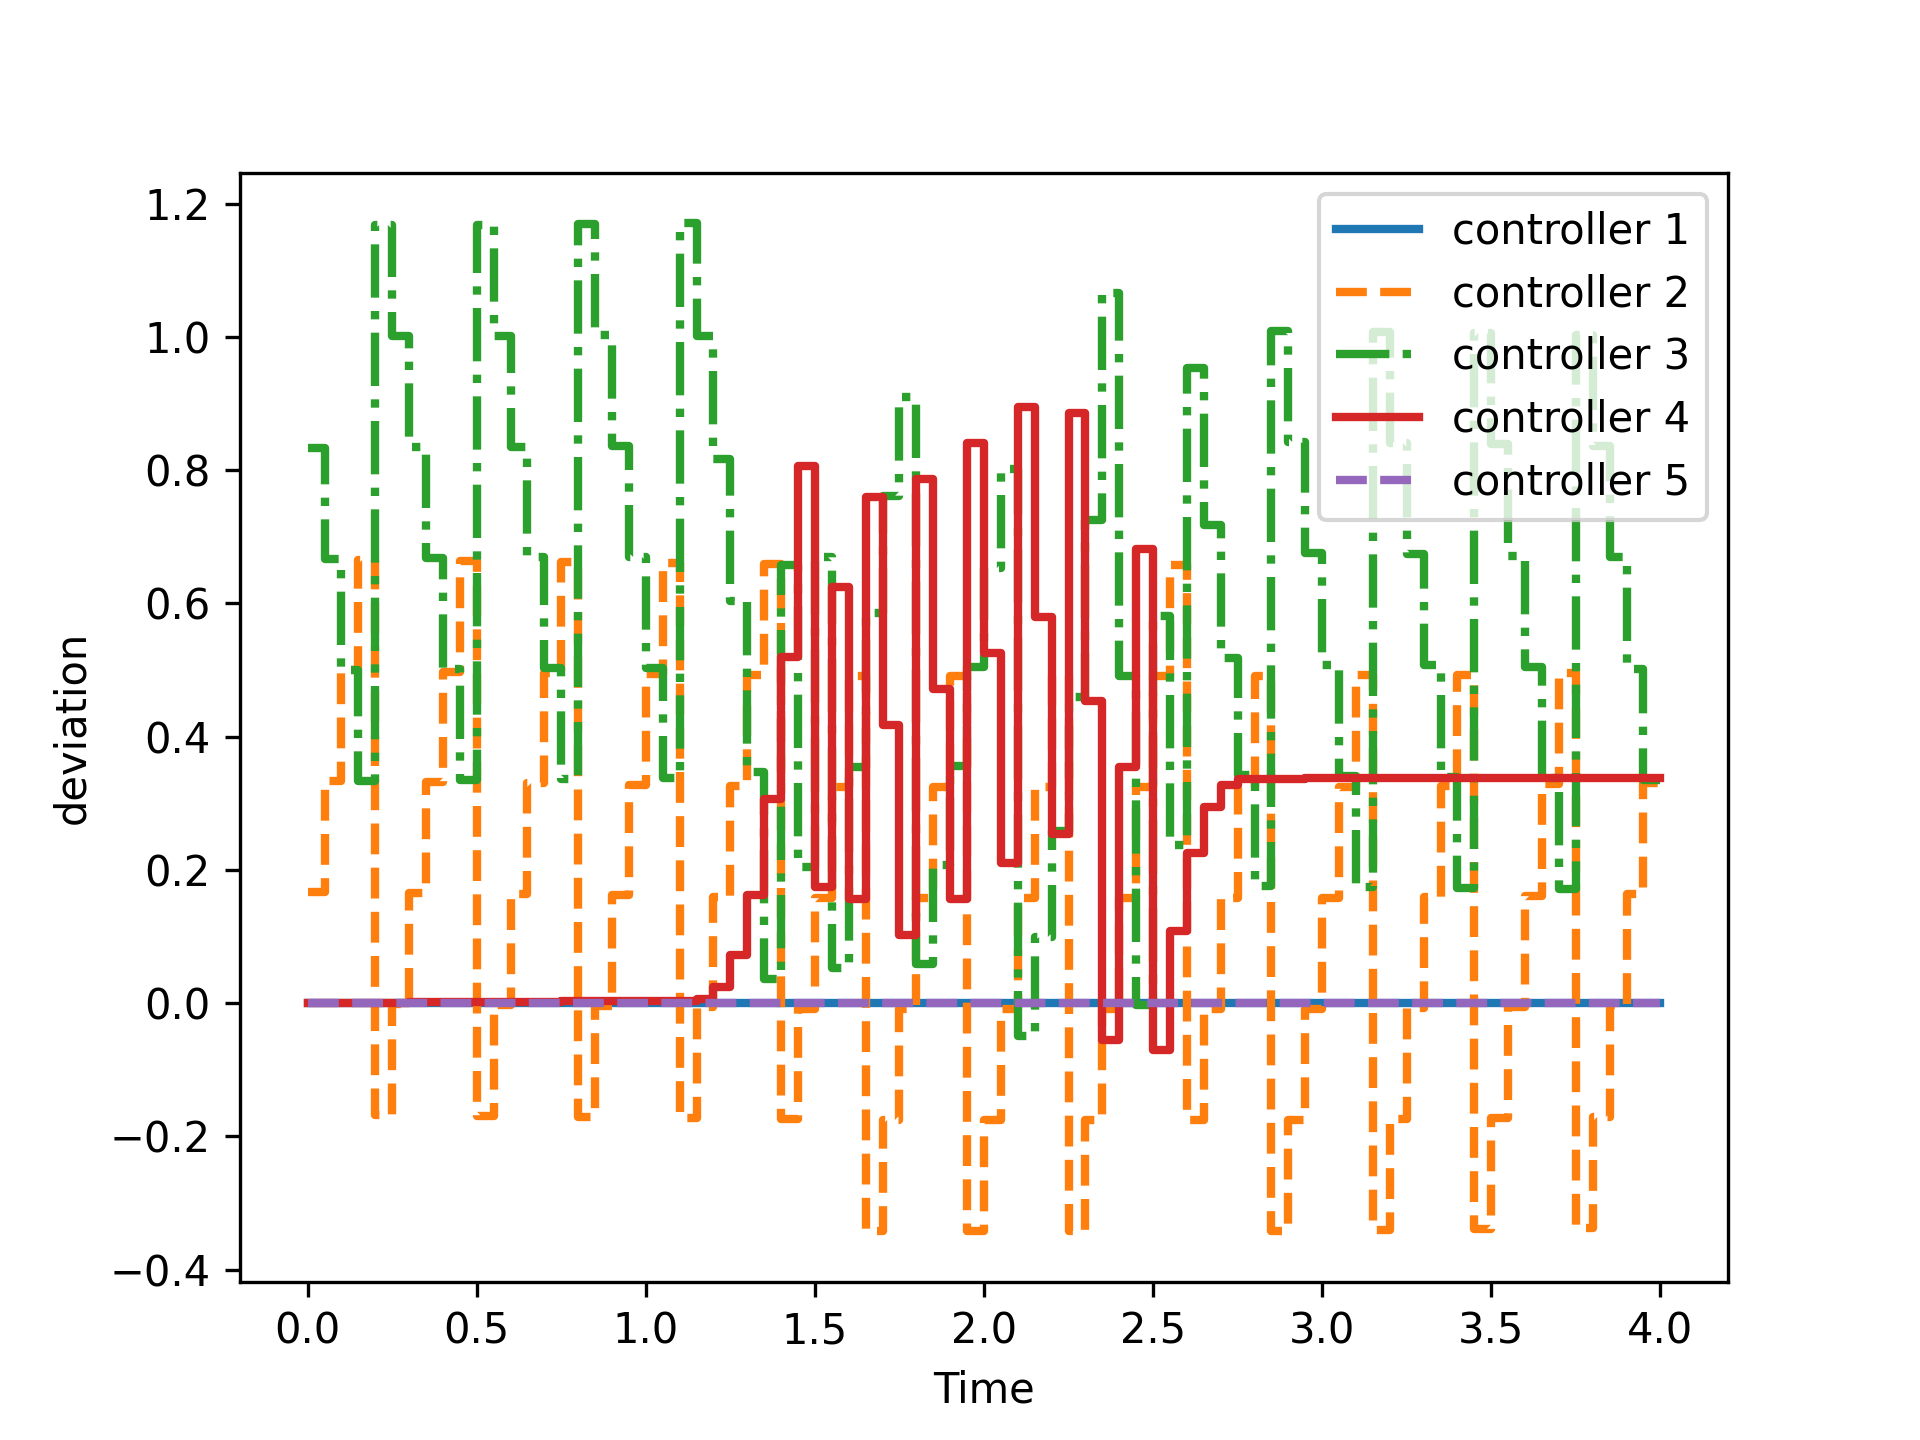 1.2
1.0
0.8
0.6
0.4
0.2
0.0
−0.2
−0.4
deviation
0.0 0.5 1.0 1.5 2.0 2.5 3.0 3.5 4.0
Time
controller 1
controller 2
controller 3
controller 4
controller 5